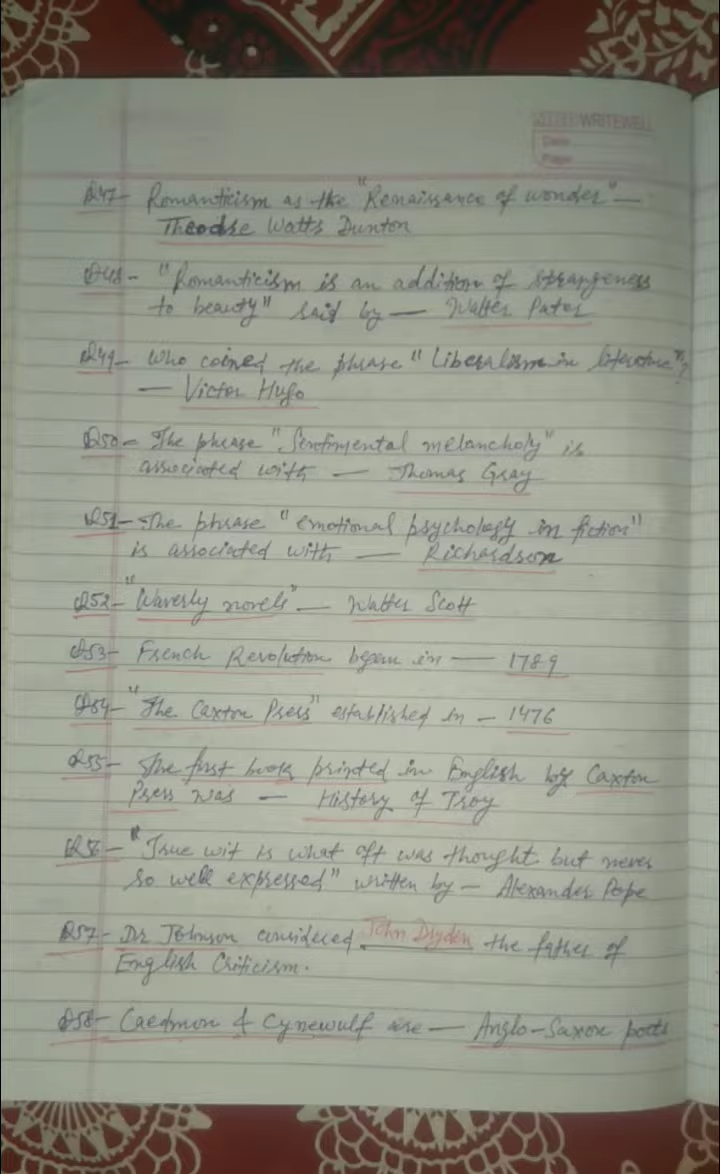 WRITEWELL
Date
Page
Q47- Romanticism as the "Renaissance of wonder" —
Theodse Watts Dunton
Q48- "Romanticism is an addition of strangeness
to beauty" said by — Walter Pater
Q49- Who coined the phrase "Liberalism in literature"?
— Victor Hugo
Q50- The phrase "Sentimental melancholy" is
associated with — Thomas Gray
Q51- The phrase "emotional psychology in fiction"
is associated with — Richardson
Q52- "Waverly novels" — Walter Scott
Q53- French Revolution began in — 1789
Q54- "The Caxton Press" established in - 1476
Q55- The first book printed in English by Caxton
Press was — History of Troy
Q56- "True wit is what oft was thought but never
so well expressed" written by - Alexander Pope
Q57- Dr Johnson considered John Dryden the father of
English Criticism.
Q58- Caedmon & Cynewulf are - Anglo-Saxon poets